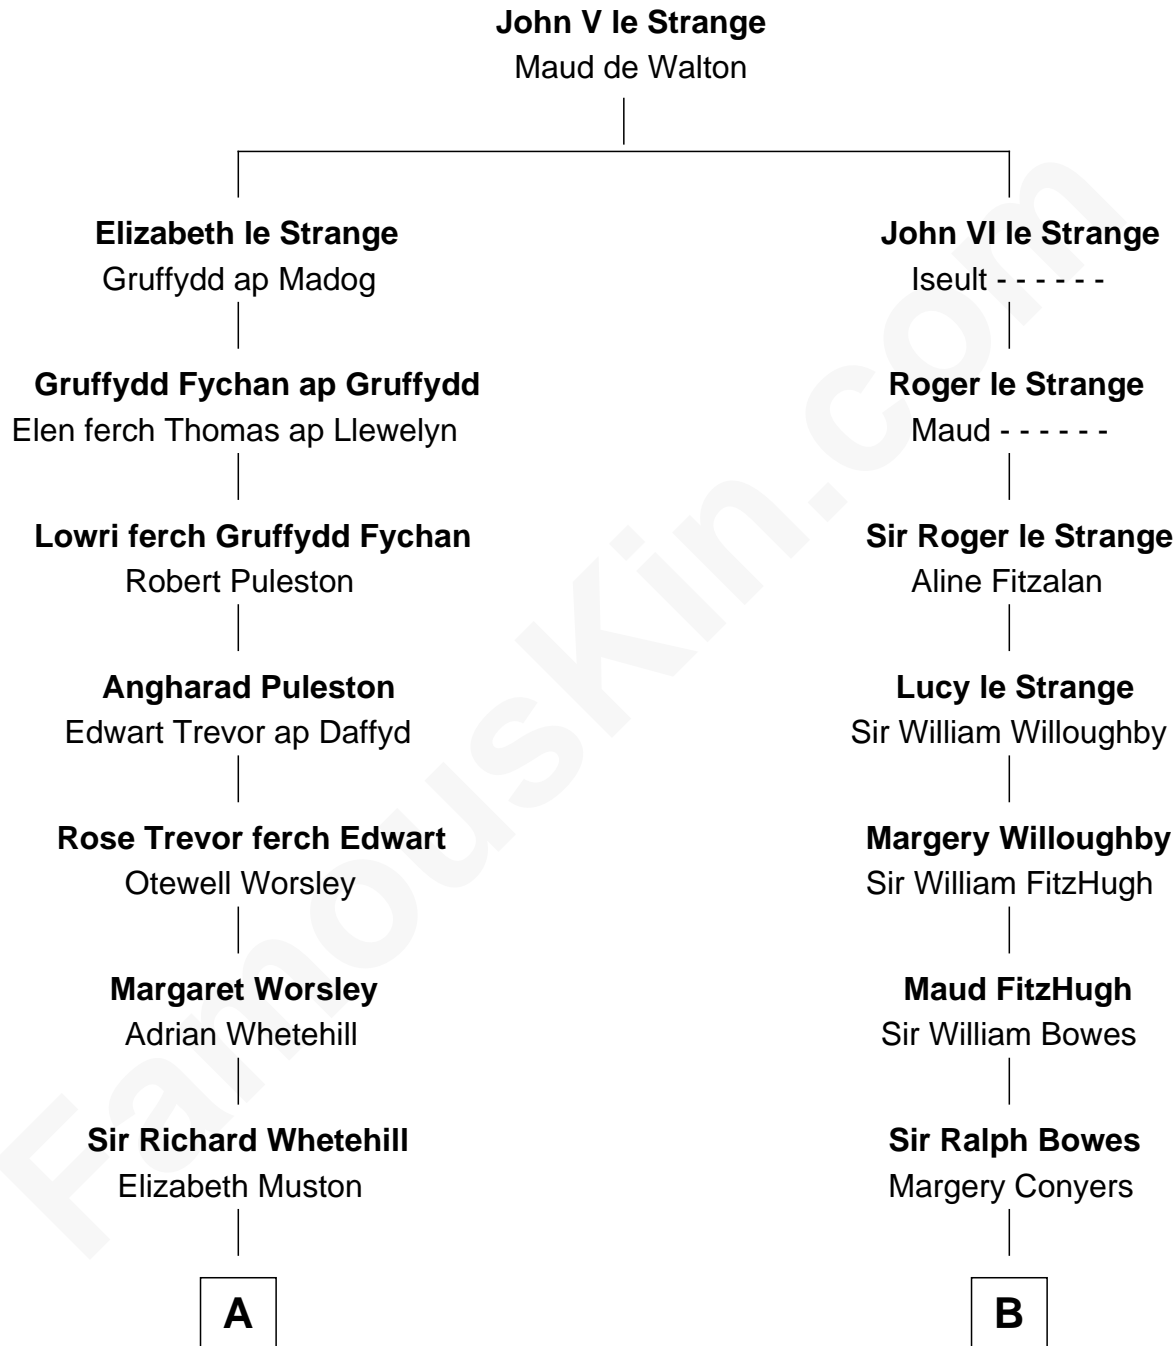 John V le Strange
Maud de Walton
Elizabeth le Strange
Gruffydd ap Madog
Gruffydd Fychan ap Gruffydd
Elen ferch Thomas ap Llewelyn
Lowri ferch Gruffydd Fychan
Robert Puleston
Angharad Puleston
Edwart Trevor ap Daffyd
Rose Trevor ferch Edwart
Otewell Worsley
Margaret Worsley
Adrian Whetehill
Sir Richard Whetehill
Elizabeth Muston
A
John VI le Strange
Iseult - - - - - -
Roger le Strange
Maud - - - - - -
Sir Roger le Strange
Aline Fitzalan
Lucy le Strange
Sir William Willoughby
Margery Willoughby
Sir William FitzHugh
Maud FitzHugh
Sir William Bowes
Sir Ralph Bowes
Margery Conyers
B
FamousKin.com